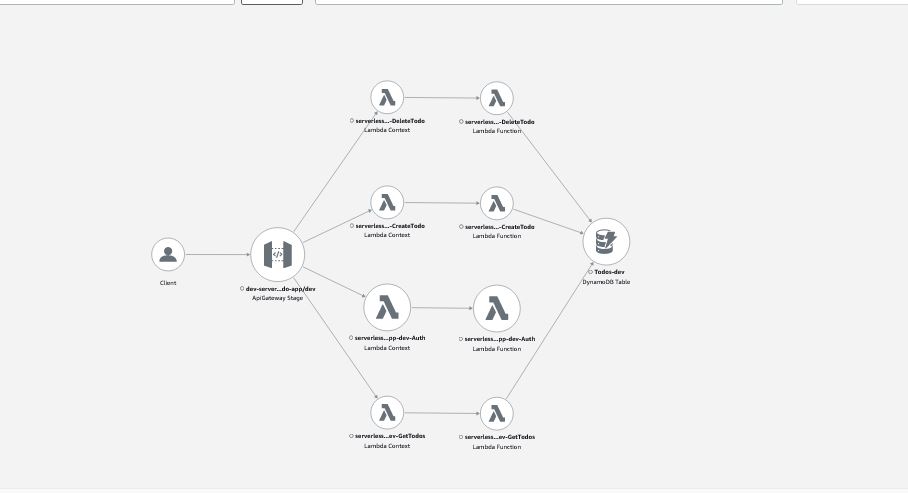 serverless...-DeleteTodo
Lambda Context
serverless...-DeleteTodo
Lambda Function
serverless...-CreateTodo
Lambda Context
serverless...-CreateTodo
Lambda Function
</>
Client
dev-server...do-app/dev
ApiGateway Stage
Todos-dev
DynamoDB Table
serverless...pp-dev-Auth
Lambda Context
serverless...pp-dev-Auth
Lambda Function
serverless...ev-GetTodos
Lambda Context
serverless...ev-GetTodos
Lambda Function